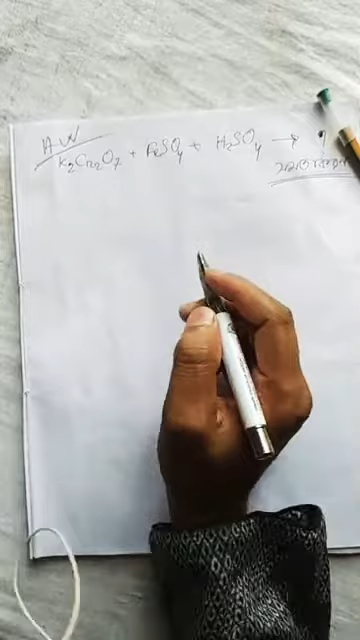 H.W
K₂Cr₂O₇ + FeSO₄ + H₂SO₄ → ?